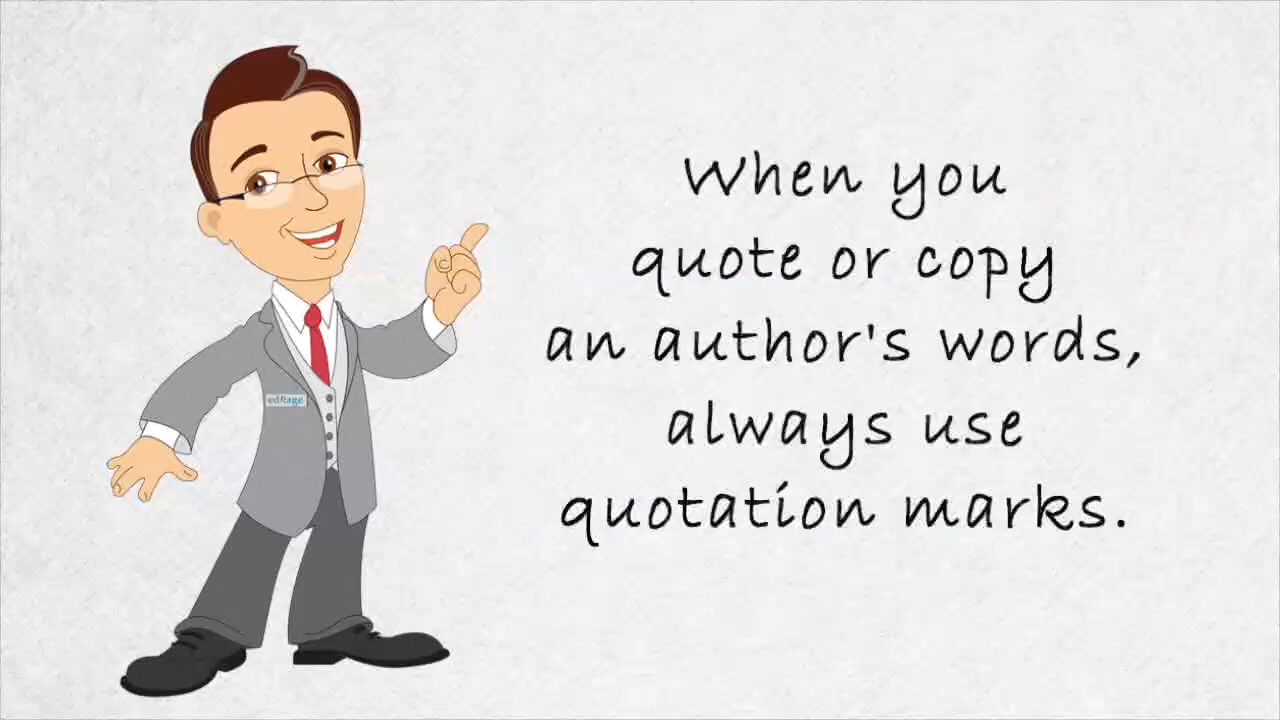 When you
quote or copy
an author's words,
always use
quotation marks.
editage